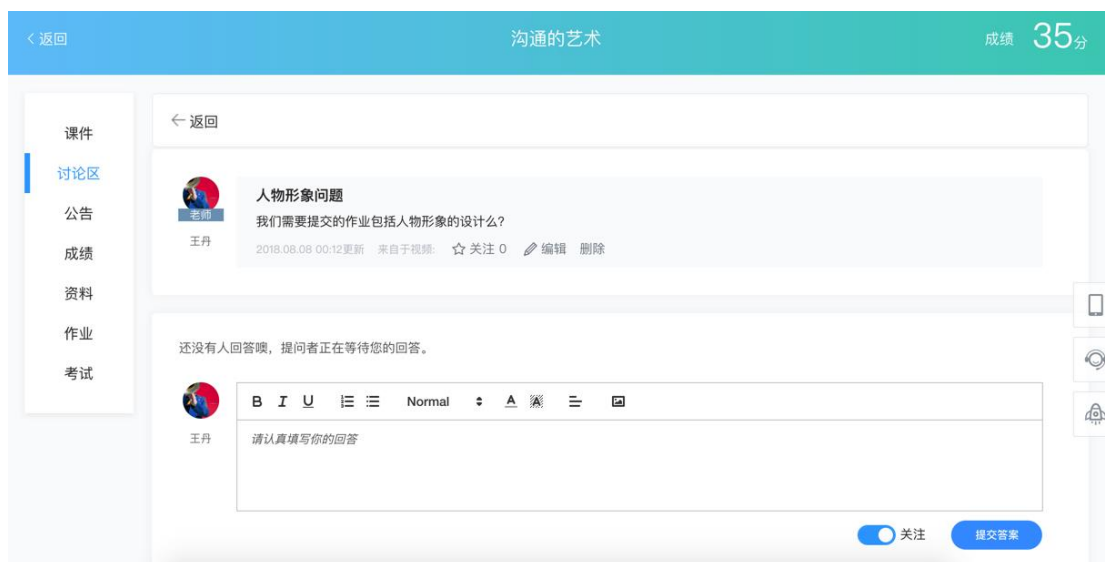 < 返回
沟通的艺术
成绩 35分
课件
讨论区
公告
成绩
资料
作业
考试
← 返回
老师
王丹
人物形象问题
我们需要提交的作业包括人物形象的设计么?
2018.08.08 00:12更新 来自于视频: 关注 0 编辑 删除
还没有人回答噢，提问者正在等待您的回答。
王丹
B I U Normal A A
请认真填写你的回答
关注 提交答案